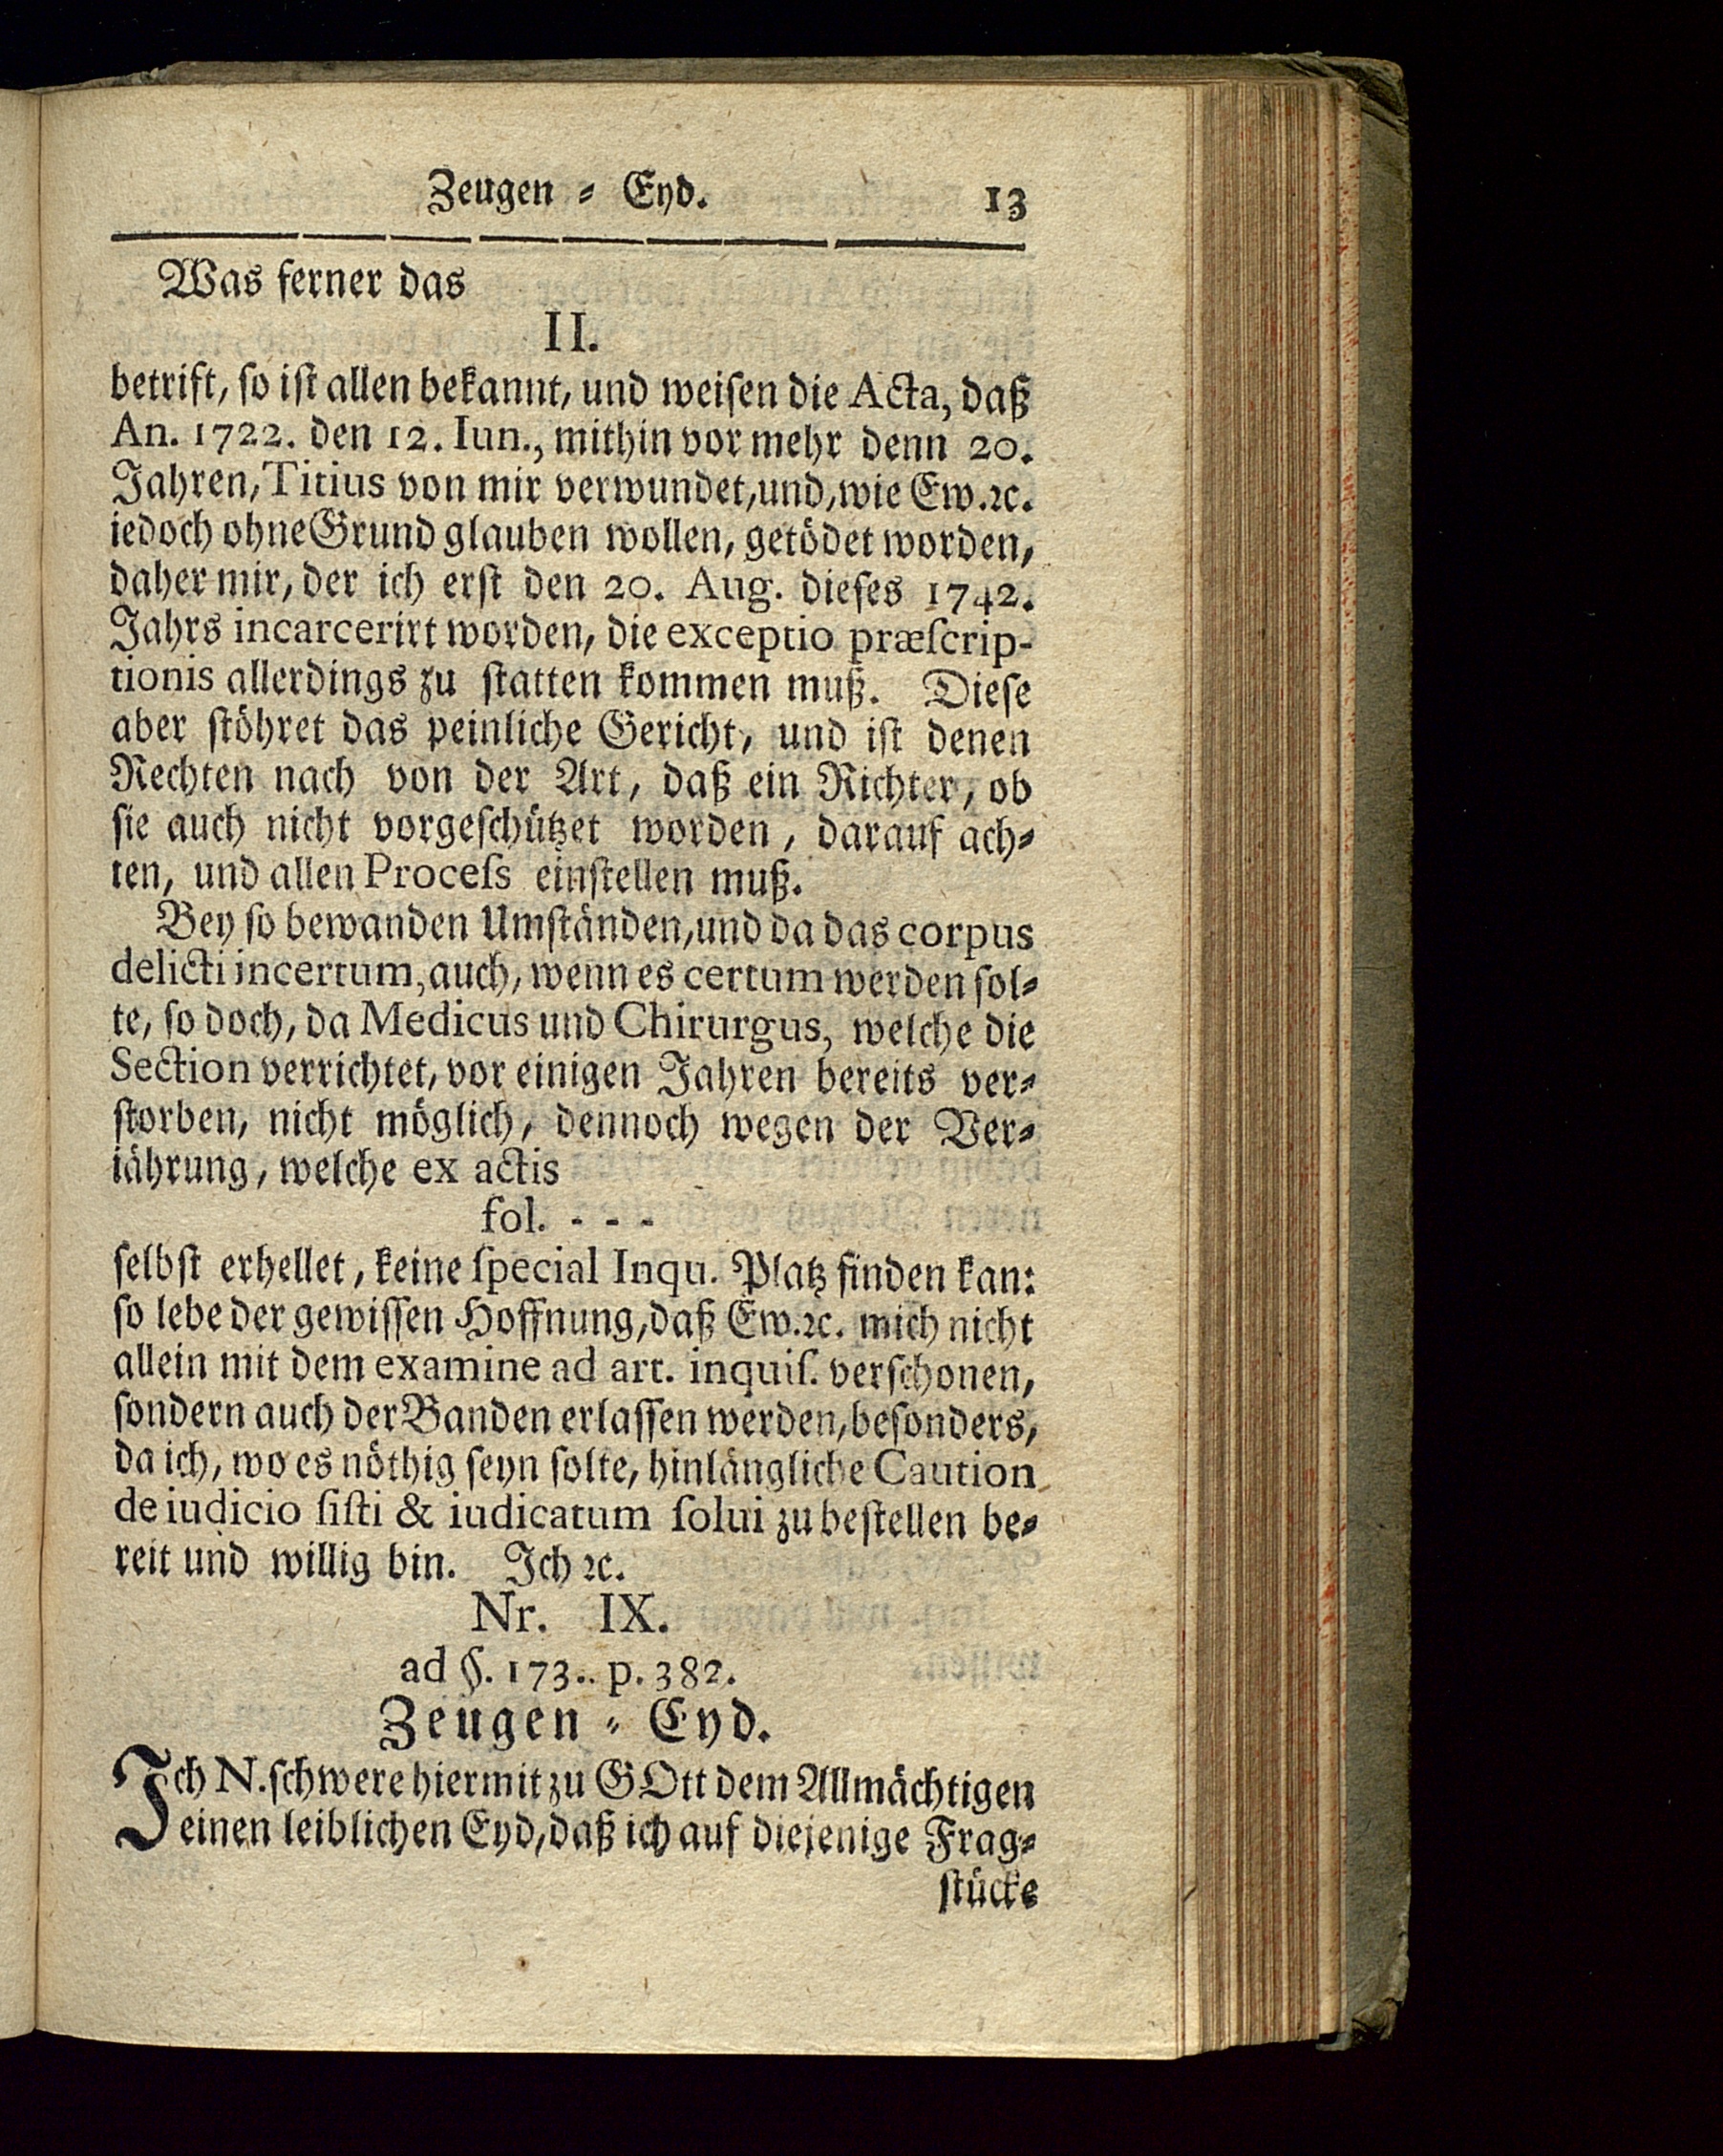 Zeugen = Eyd. 13
Was ferner das
II.
betrift, so ist allen bekannt, und weisen die Acta, daß
An. 1722. den 12. Iun., mithin vor mehr denn 20.
Jahren, Titius von mir verwundet, und, wie Ew. ꝛc.
iedoch ohne Grund glauben wollen, getödet worden,
daher mir, der ich erst den 20. Aug. dieses 1742.
Jahrs incarcerirt worden, die exceptio præſcrip-
tionis allerdings zu statten kommen muß. Diese
aber stöhret das peinliche Gericht, und ist denen
Rechten nach von der Art, daß ein Richter, ob
sie auch nicht vorgeschützet worden, darauf ach=
ten, und allen Proceſs einstellen muß.
Bey so bewanden Umständen, und da das corpus
delicti incertum, auch, wenn es certum werden sol=
te, so doch, da Medicus und Chirurgus, welche die
Section verrichtet, vor einigen Jahren bereits ver=
storben, nicht möglich, dennoch wegen der Ver=
iährung, welche ex actis
fol. - - -
selbst erhellet, keine ſpecial Inqu. Platz finden kan:
so lebe der gewissen Hoffnung, daß Ew. ꝛc. mich nicht
allein mit dem examine ad art. inquiſ. verschonen,
sondern auch der Banden erlassen werden, besonders,
da ich, wo es nöthig seyn solte, hinlängliche Caution
de iudicio ſiſti & iudicatum ſolui zu bestellen be=
reit und willig bin. Ich ꝛc.
Nr. IX.
ad §. 173. p. 382.
Zeugen = Eyd.
Ich N. schwere hiermit zu GOtt dem Allmächtigen
einen leiblichen Eyd, daß ich auf diejenige Frag=
stücke